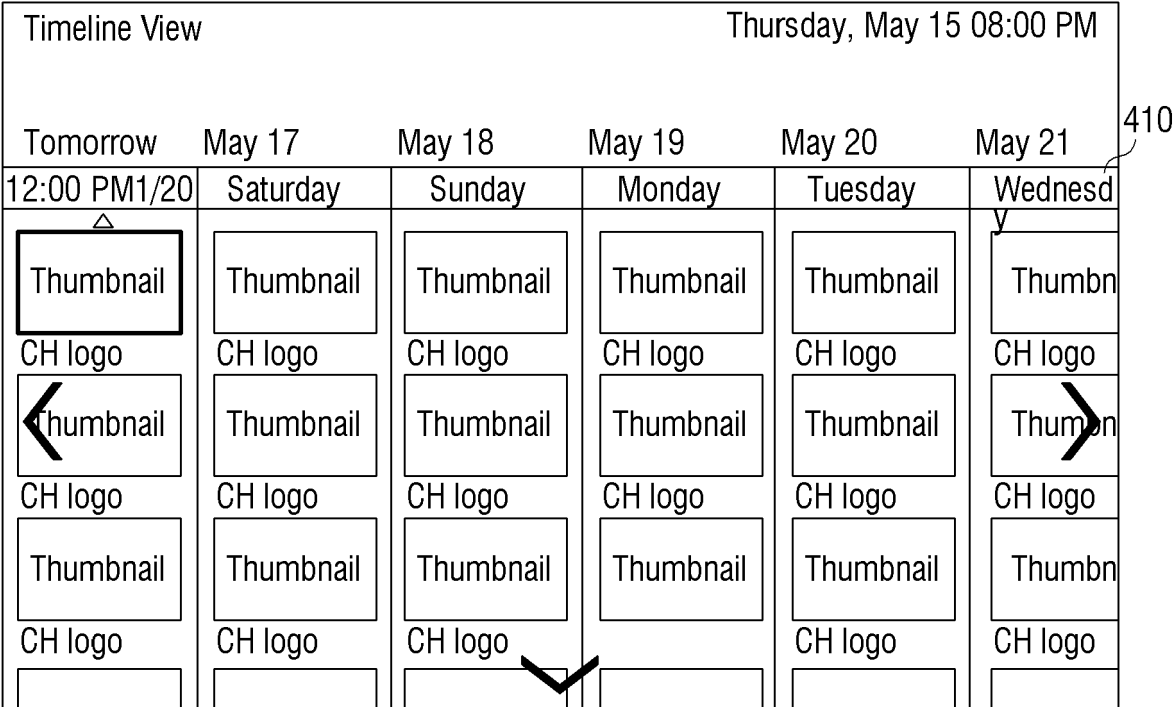 Timeline View Thursday, May 15 08:00 PM
410
Tomorrow May 17 May 18 May 19 May 20 May 21
12:00 PM1/20 Saturday Sunday Monday Tuesday Wednesd
y
Thumbnail Thumbnail Thumbnail Thumbnail Thumbnail Thumbn
CH logo CH logo CH logo CH logo CH logo CH logo
Thumbnail Thumbnail Thumbnail Thumbnail Thumbnail Thumbn
CH logo CH logo CH logo CH logo CH logo CH logo
Thumbnail Thumbnail Thumbnail Thumbnail Thumbnail Thumbn
CH logo CH logo CH logo CH logo CH logo